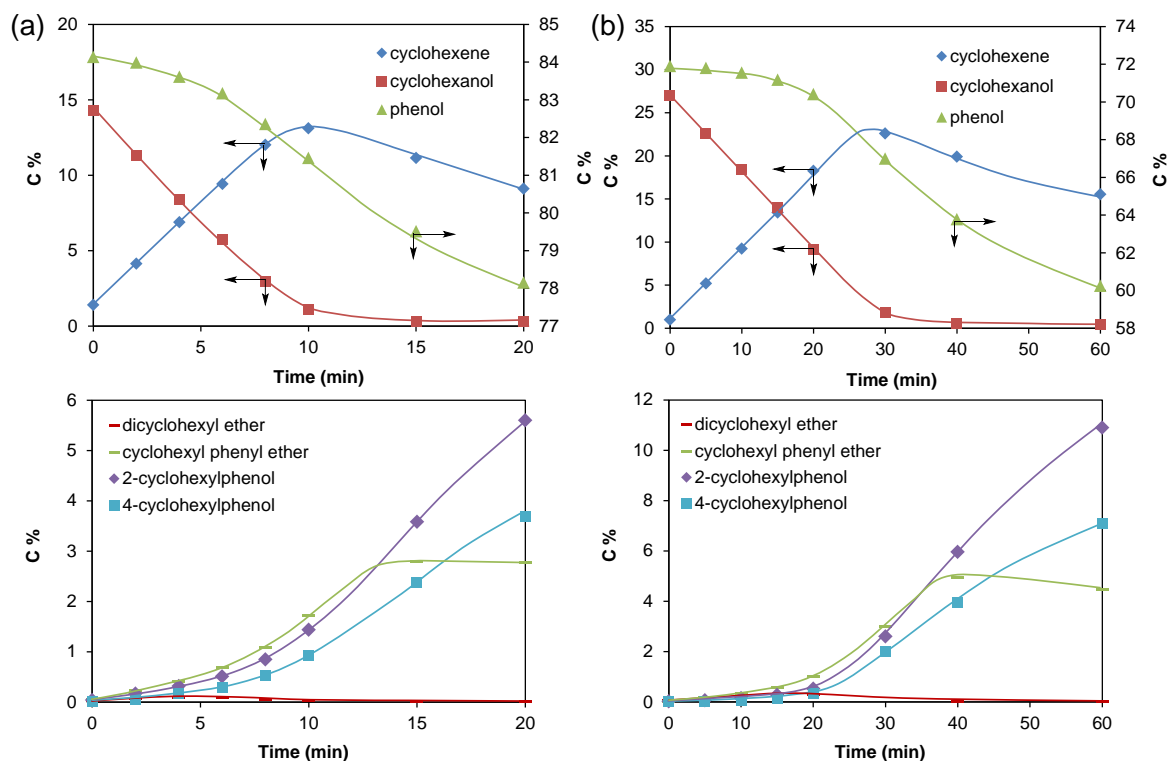 (a)
20
15
10
5
0
C %
85
84
83
82
81
80
79
78
77
C %
cyclohexene
cyclohexanol
phenol
0 5 10 15 20
Time (min)
(b)
35
30
25
20
15
10
5
0
C %
74
72
70
68
66
64
62
60
58
C %
cyclohexene
cyclohexanol
phenol
0 10 20 30 40 50 60
Time (min)
6
5
4
3
2
1
0
C %
dicyclohexyl ether
cyclohexyl phenyl ether
2-cyclohexylphenol
4-cyclohexylphenol
0 5 10 15 20
Time (min)
12
10
8
6
4
2
0
C %
dicyclohexyl ether
cyclohexyl phenyl ether
2-cyclohexylphenol
4-cyclohexylphenol
0 10 20 30 40 50 60
Time (min)